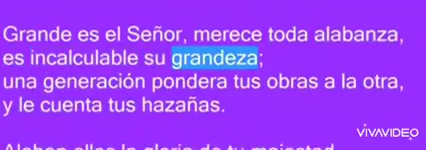 Grande es el Señor, merece toda alabanza,
es incalculable su grandeza;
una generación pondera tus obras a la otra,
y le cuenta tus hazañas.
VIVAVIDEO